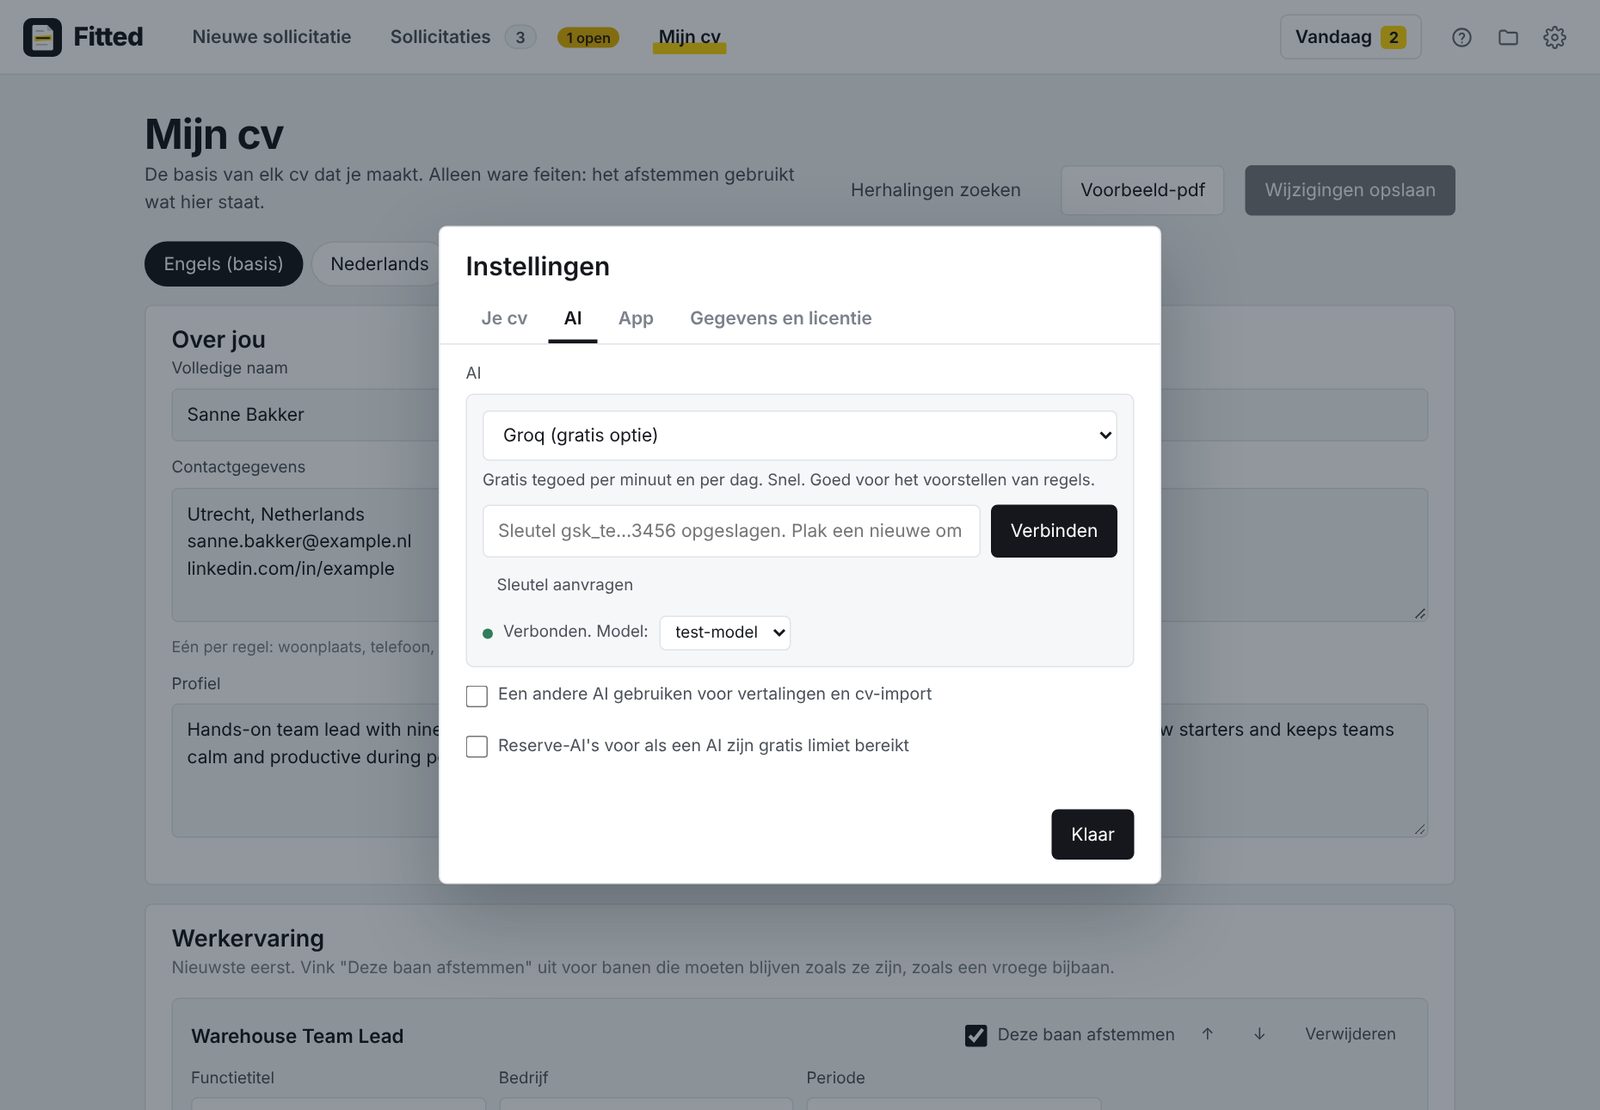 Fitted
Nieuwe sollicitatie
Sollicitaties 3
1 open
Mijn cv
Vandaag 2
Mijn cv
De basis van elk cv dat je maakt. Alleen ware feiten: het afstemmen gebruikt
wat hier staat.
Herhalingen zoeken
Voorbeeld-pdf
Wijzigingen opslaan
Engels (basis)
Nederlands
Over jou
Volledige naam
Sanne Bakker
Contactgegevens
Utrecht, Netherlands
sanne.bakker@example.nl
linkedin.com/in/example
Eén per regel: woonplaats, telefoon,
Profiel
Hands-on team lead with nine
w starters and keeps teams
calm and productive during p
Instellingen
Je cv
AI
App
Gegevens en licentie
AI
Groq (gratis optie)
Gratis tegoed per minuut en per dag. Snel. Goed voor het voorstellen van regels.
Sleutel gsk_te...3456 opgeslagen. Plak een nieuwe om
Verbinden
Sleutel aanvragen
Verbonden. Model: test-model
Een andere AI gebruiken voor vertalingen en cv-import
Reserve-AI's voor als een AI zijn gratis limiet bereikt
Klaar
Werkervaring
Nieuwste eerst. Vink "Deze baan afstemmen" uit voor banen die moeten blijven zoals ze zijn, zoals een vroege bijbaan.
Warehouse Team Lead
Deze baan afstemmen
↑
↓
Verwijderen
Functietitel
Bedrijf
Periode